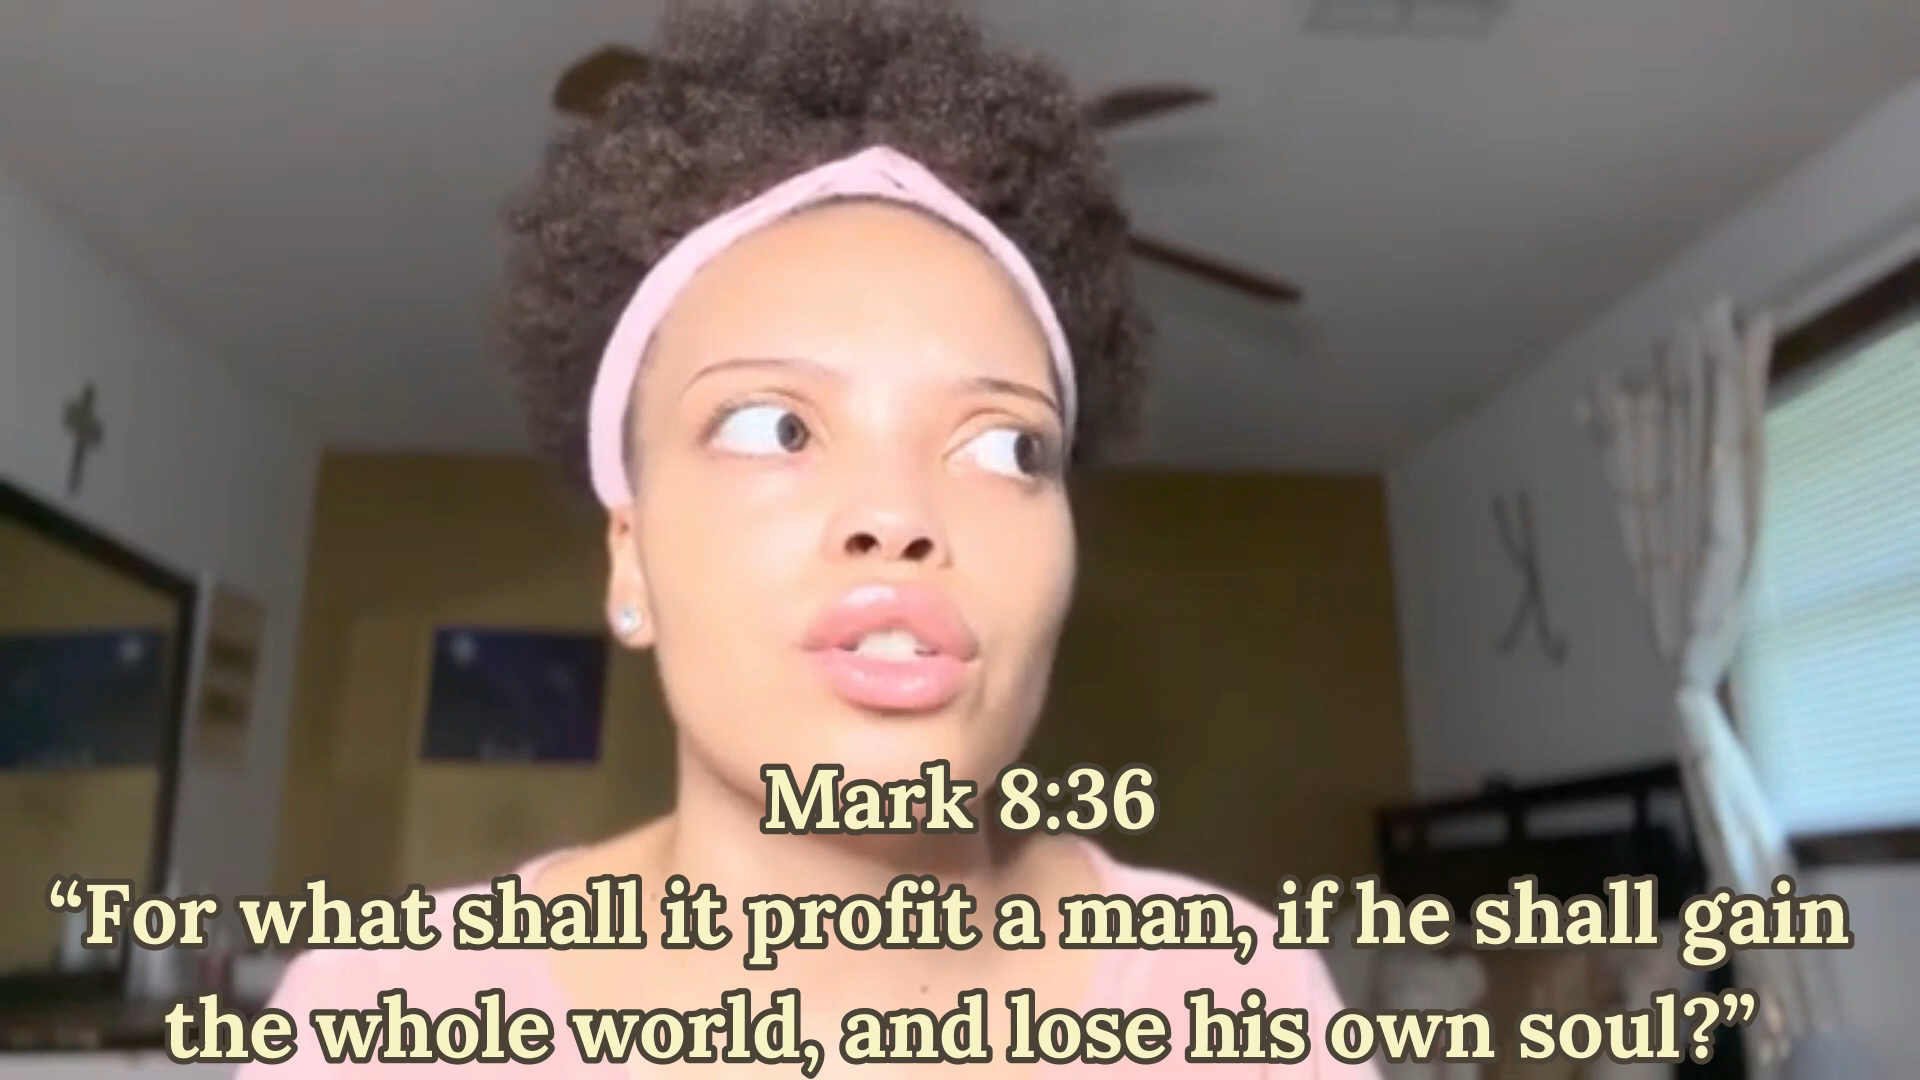 Mark 8:36
“For what shall it profit a man, if he shall gain
the whole world, and lose his own soul?”